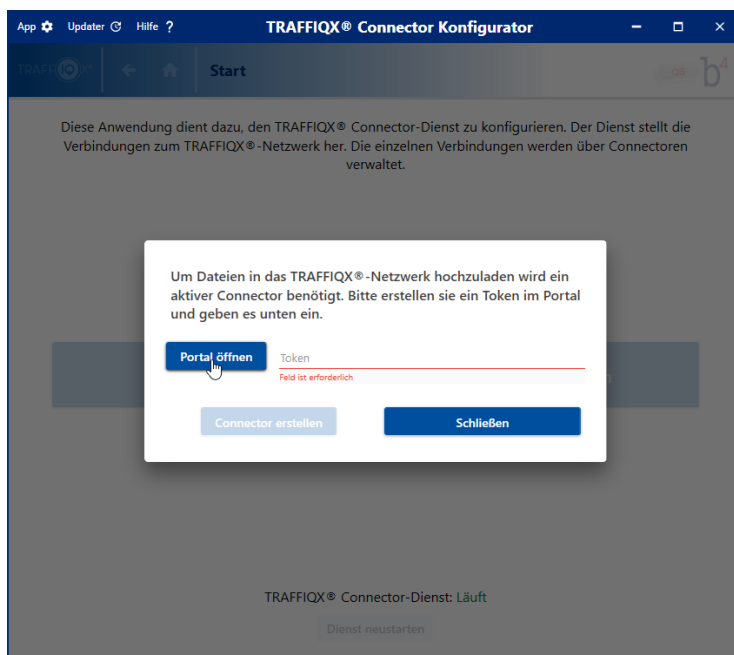 App Updater Hilfe ? TRAFFIQX® Connector Konfigurator
TRAFFIQX® Start QS b4
Diese Anwendung dient dazu, den TRAFFIQX® Connector-Dienst zu konfigurieren. Der Dienst stellt die
Verbindungen zum TRAFFIQX®-Netzwerk her. Die einzelnen Verbindungen werden über Connectoren
verwaltet.
Um Dateien in das TRAFFIQX®-Netzwerk hochzuladen wird ein
aktiver Connector benötigt. Bitte erstellen sie ein Token im Portal
und geben es unten ein.
Portal öffnen Token
Feld ist erforderlich
Connector erstellen Schließen
TRAFFIQX® Connector-Dienst: Läuft
Dienst neustarten